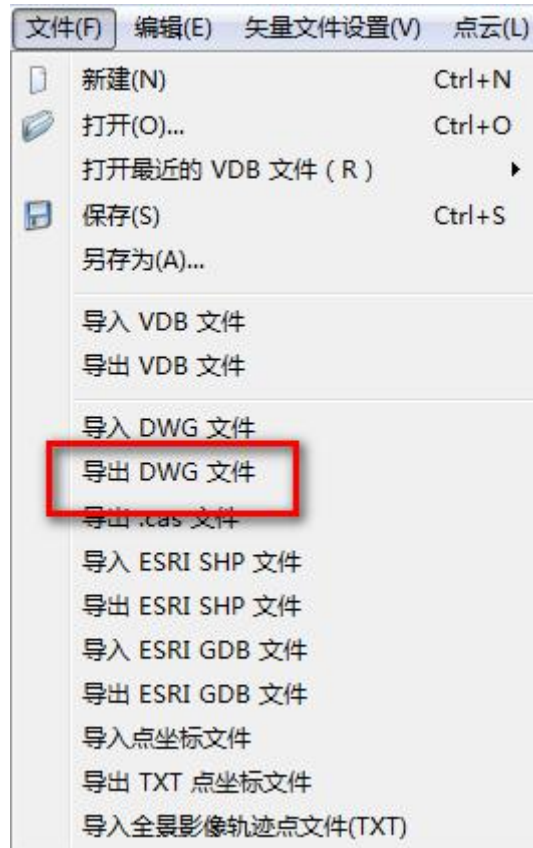 文件(F) 编辑(E) 矢量文件设置(V) 点云(L)
新建(N) Ctrl+N
打开(O)... Ctrl+O
打开最近的 VDB 文件 ( R )
保存(S) Ctrl+S
另存为(A)...
导入 VDB 文件
导出 VDB 文件
导入 DWG 文件
导出 DWG 文件
导出 .cas 文件
导入 ESRI SHP 文件
导出 ESRI SHP 文件
导入 ESRI GDB 文件
导出 ESRI GDB 文件
导入点坐标文件
导出 TXT 点坐标文件
导入全景影像轨迹点文件(TXT)